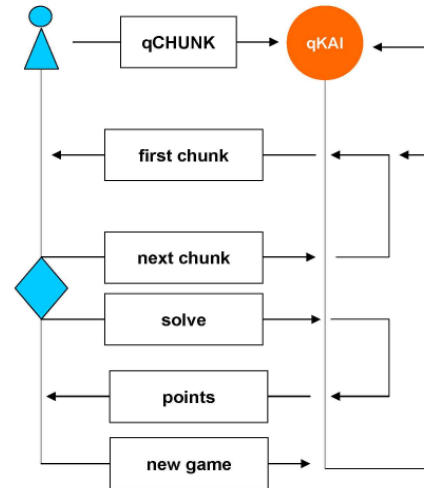 qCHUNK
qKAI
first chunk
next chunk
solve
points
new game